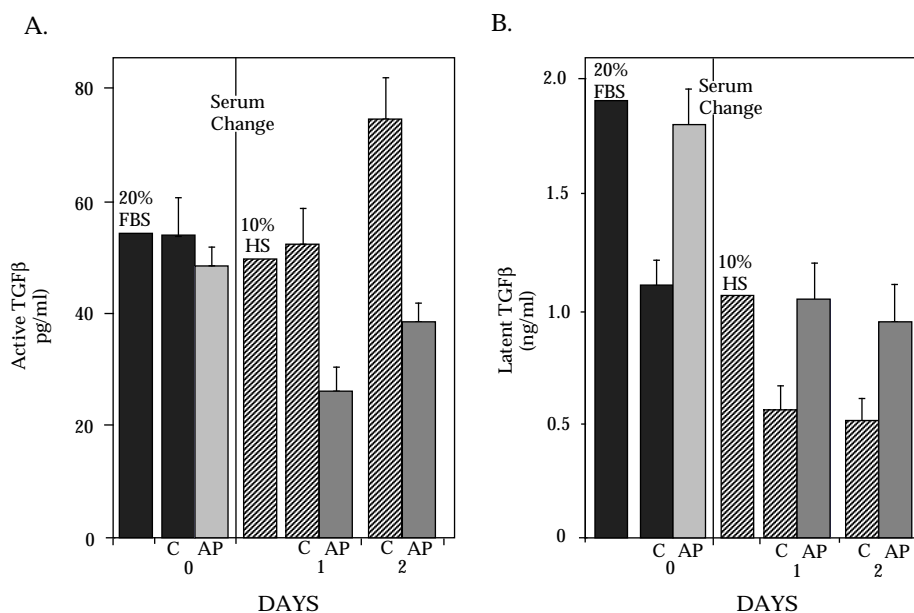 A.
80
60
40
20
0
Active TGFβ
pg/ml
20%
FBS
Serum
Change
10%
HS
C AP C AP C AP
0 1 2
DAYS
B.
2.0
1.5
1.0
0.5
0
Latent TGFβ
(ng/ml)
20%
FBS
Serum
Change
10%
HS
C AP C AP C AP
0 1 2
DAYS